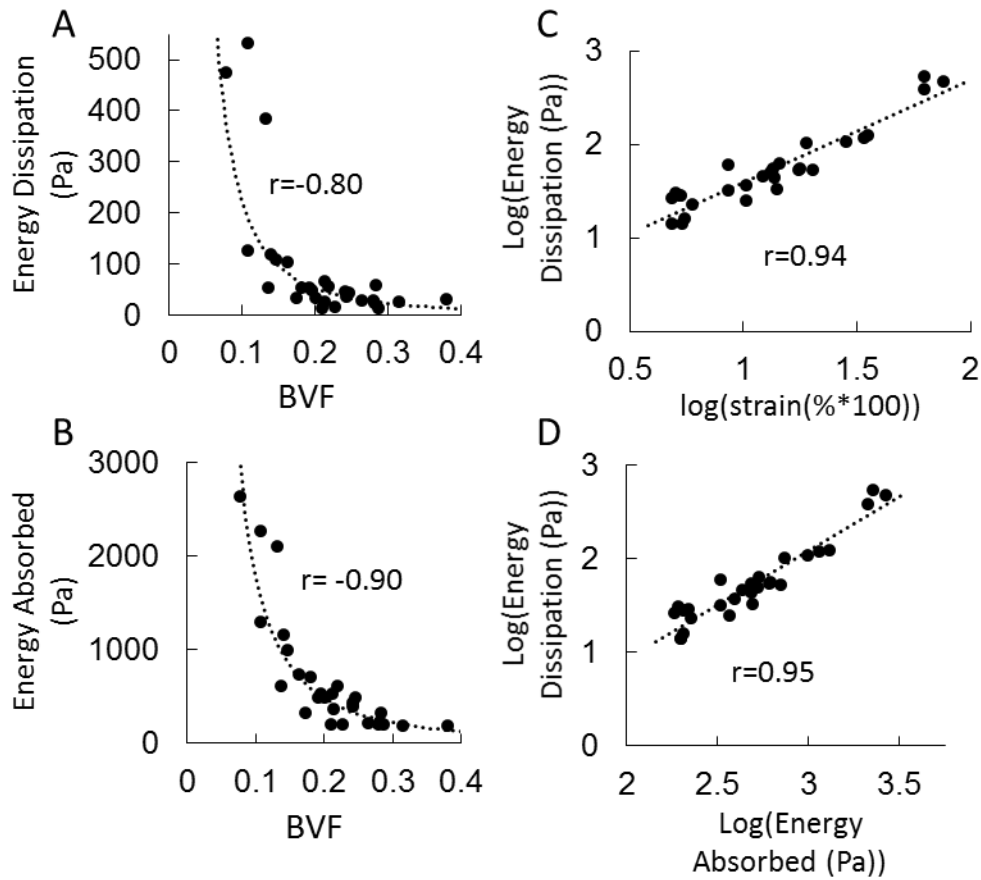 A
Energy Dissipation
(Pa)
500
400
300
200
100
0
r=-0.80
0 0.1 0.2 0.3 0.4
BVF
C
Log(Energy
Dissipation (Pa))
3
2
1
0
r=0.94
0.5 1 1.5 2
log(strain(%*100))
B
Energy Absorbed
(Pa)
3000
2000
1000
0
r= -0.90
0 0.1 0.2 0.3 0.4
BVF
D
Log(Energy
Dissipation (Pa))
3
2
1
0
r=0.95
2 2.5 3 3.5
Log(Energy
Absorbed (Pa))